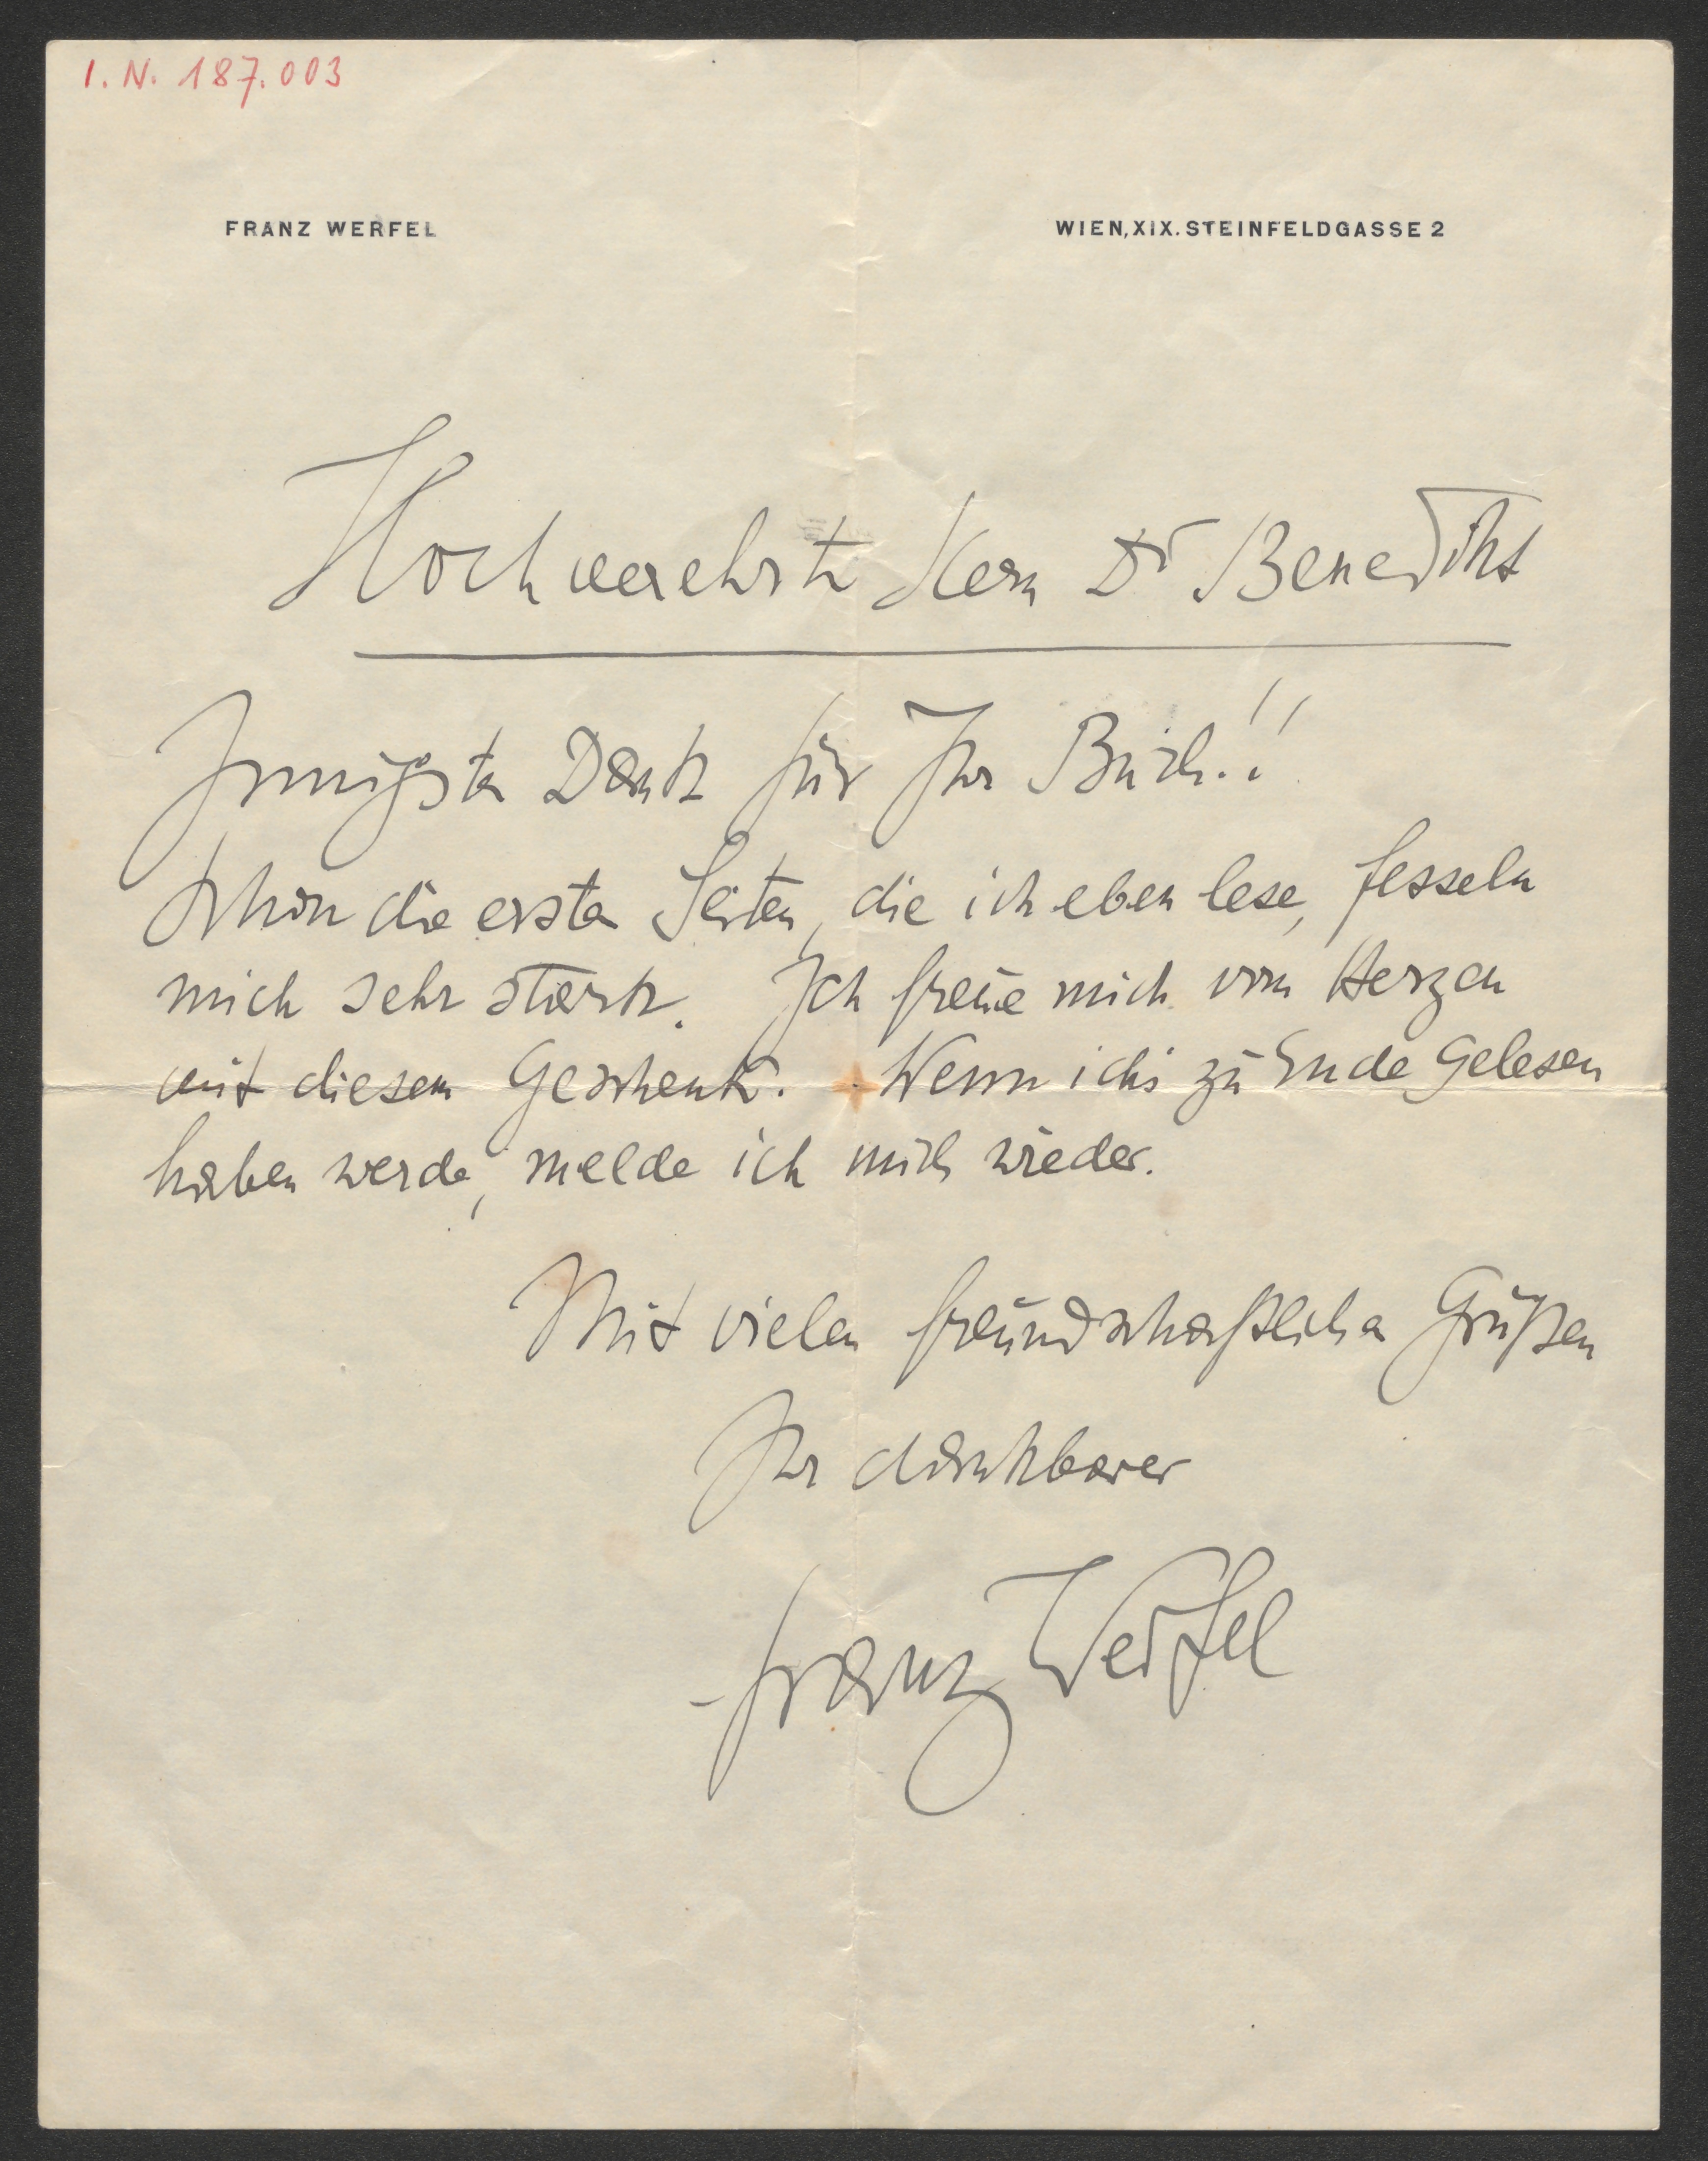 I. N. 187.003
FRANZ WERFEL
WIEN, XIX. STEINFELDGASSE 2
Hochverehrter Herr Dr Benedikt
Innigsten Dank für Ihr Buch!!
Schon die ersten Seiten, die ich eben lese, fesseln
mich sehr stark. Ich freue mich von Herzen
mit diesem Geschenk. Wenn ichs zu Ende gelesen
haben werde, melde ich mich wieder.
Mit vielen freundschaftlichen Grüßen
Ihr dankbarer
Franz Werfel